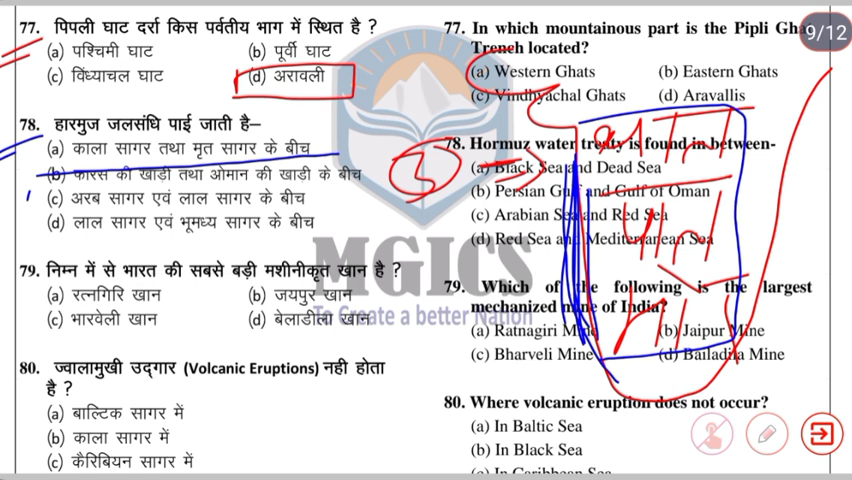 77. पिपली घाट दर्रा किस पर्वतीय भाग में स्थित है ?
(a) पश्चिमी घाट (b) पूर्वी घाट
(c) विंध्याचल घाट (d) अरावली
78. हारमुज जलसंधि पाई जाती है–
(a) काला सागर तथा मृत सागर के बीच
(b) फारस की खाड़ी तथा ओमान की खाड़ी के बीच
(c) अरब सागर एवं लाल सागर के बीच
(d) लाल सागर एवं भूमध्य सागर के बीच
79. निम्न में से भारत की सबसे बड़ी मशीनीकृत खान है ?
(a) रत्नगिरि खान (b) जयपुर खान
(c) भारवेली खान (d) बेलाडीला खान
80. ज्वालामुखी उद्गार (Volcanic Eruptions) नही होता
है ?
(a) बाल्टिक सागर में
(b) काला सागर में
(c) कैरिबियन सागर में
77. In which mountainous part is the Pipli Gha
Trench located?
(a) Western Ghats (b) Eastern Ghats
(c) Vindhyachal Ghats (d) Aravallis
78. Hormuz water treaty is found in between-
(a) Black Sea and Dead Sea
(b) Persian Gulf and Gulf of Oman
(c) Arabian Sea and Red Sea
(d) Red Sea and Mediterranean Sea
79. Which of the following is the largest
mechanized mine of India?
(a) Ratnagiri Mine (b) Jaipur Mine
(c) Bharveli Mine (d) Bailadila Mine
80. Where volcanic eruption does not occur?
(a) In Baltic Sea
(b) In Black Sea
(c) In Caribbean Sea
9/12
MGICS
To Create a better Nation
3